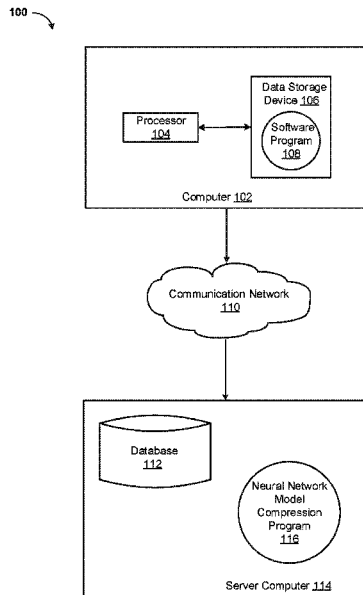 100
Processor
104
Data Storage
Device 106
Software
Program
108
Computer 102
Communication Network
110
Database
112
Neural Network
Model
Compression
Program
116
Server Computer 114